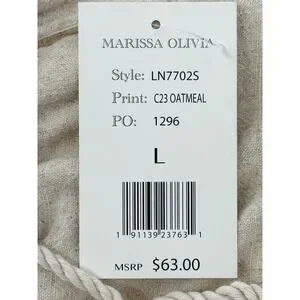 MARISSA OLIVIA
Style: LN7702S
Print: C23 OATMEAL
PO: 1296
L
1 91139 23763 1
MSRP $63.00